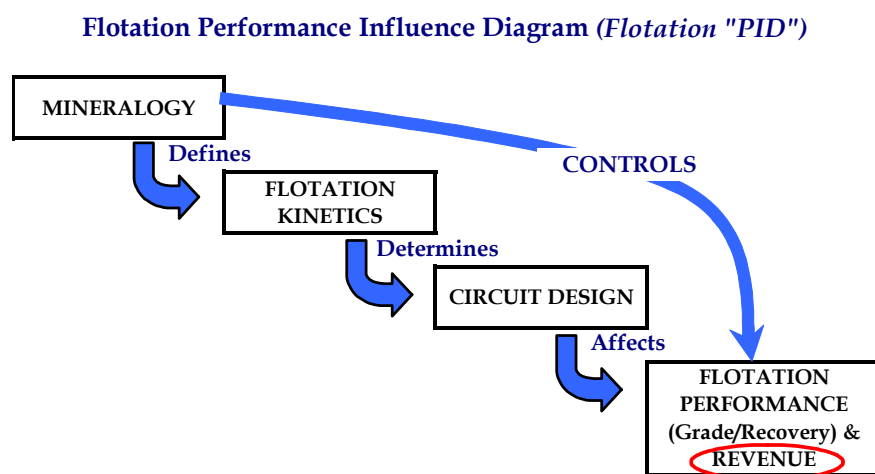 Flotation Performance Influence Diagram (Flotation "PID")
MINERALOGY
Defines
CONTROLS
FLOTATION
KINETICS
Determines
CIRCUIT DESIGN
Affects
FLOTATION
PERFORMANCE
(Grade/Recovery) &
REVENUE